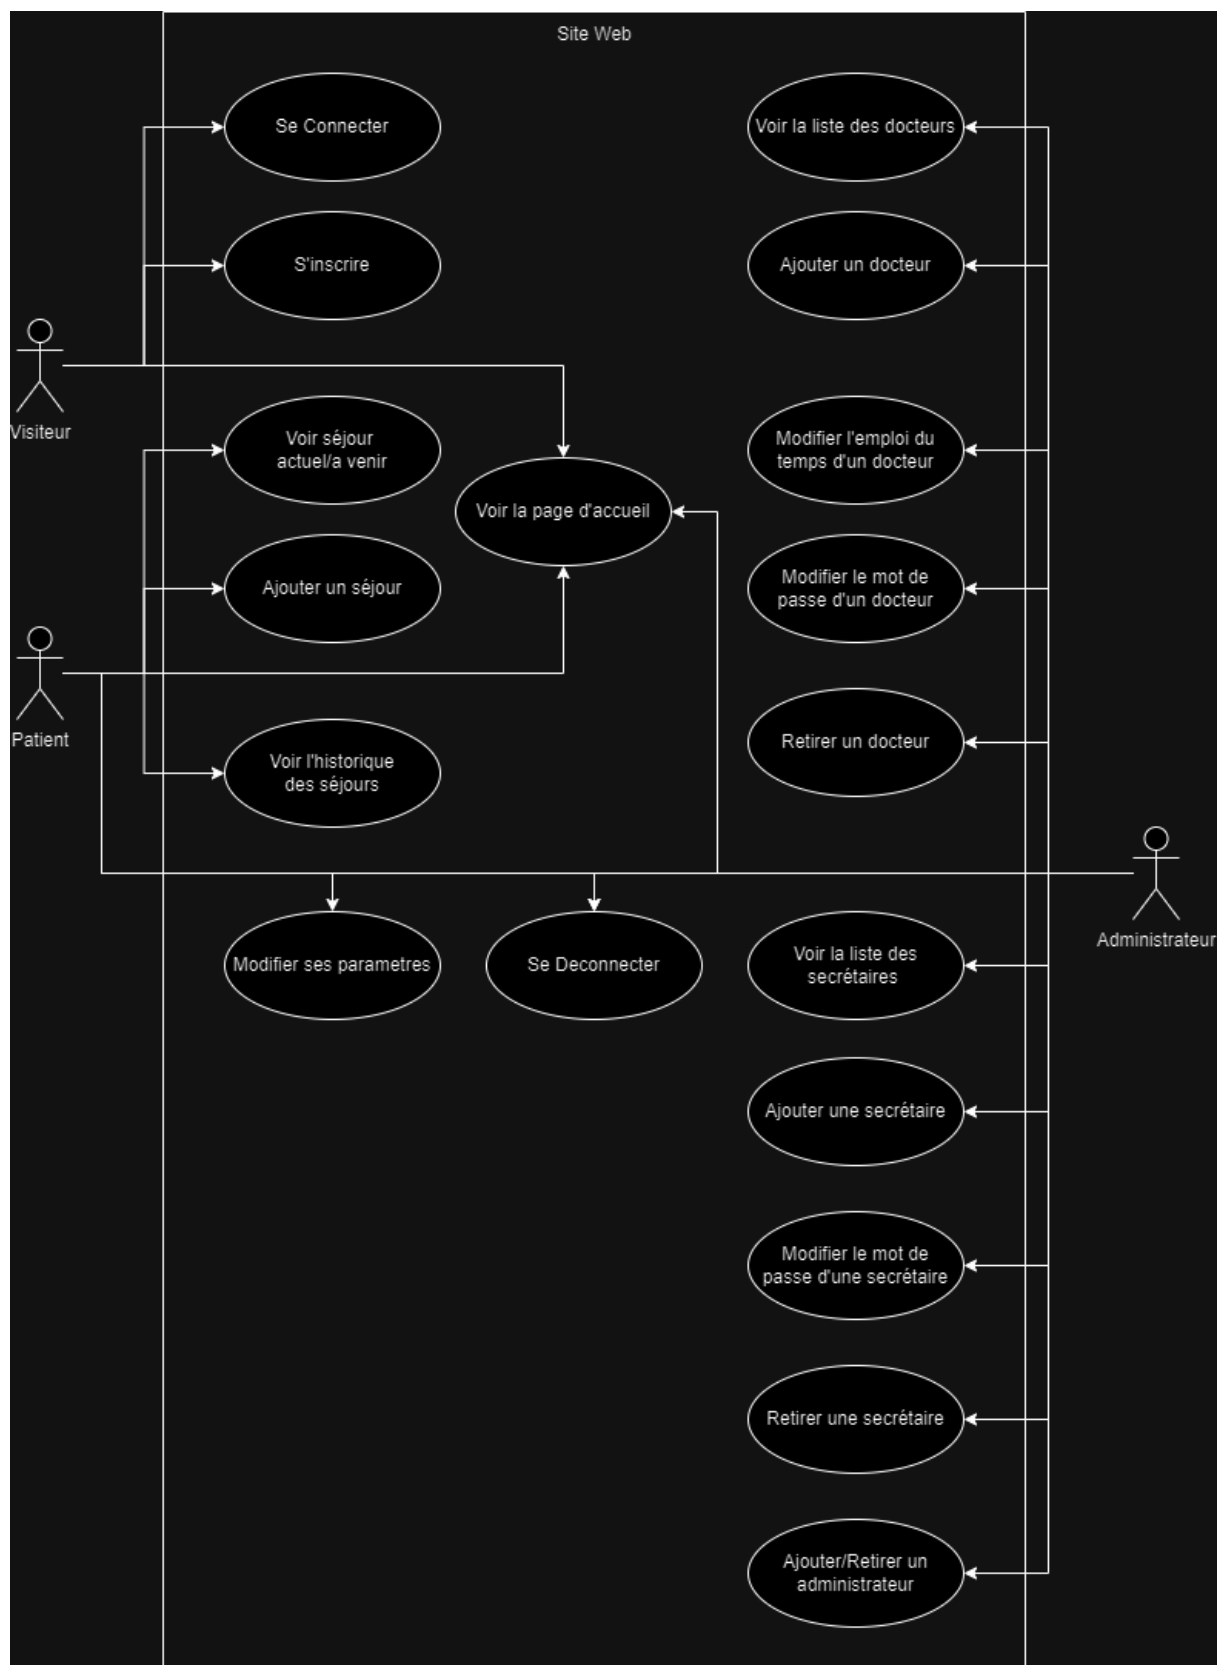 Site Web
Se Connecter
Voir la liste des docteurs
S'inscrire
Ajouter un docteur
Visiteur
Voir séjour
actuel/a venir
Modifier l'emploi du
temps d'un docteur
Voir la page d'accueil
Ajouter un séjour
Modifier le mot de
passe d'un docteur
Patient
Retirer un docteur
Voir l'historique
des séjours
Administrateur
Modifier ses parametres
Se Deconnecter
Voir la liste des
secrétaires
Ajouter une secrétaire
Modifier le mot de
passe d'une secrétaire
Retirer une secrétaire
Ajouter/Retirer un
administrateur